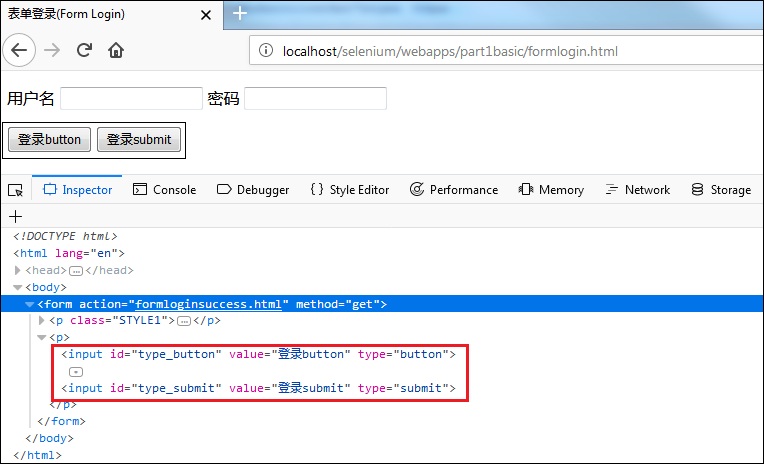 表单登录(Form Login)
localhost/selenium/webapps/part1basic/formlogin.html
用户名 密码
登录button 登录submit
Inspector Console Debugger { } Style Editor Performance Memory Network Storage
<!DOCTYPE html>
<html lang="en">
<head>…</head>
<body>
<form action="formloginsuccess.html" method="get">
<p class="STYLE1">…</p>
<p>
<input id="type_button" value="登录button" type="button">
<input id="type_submit" value="登录submit" type="submit">
</p>
</form>
</body>
</html>